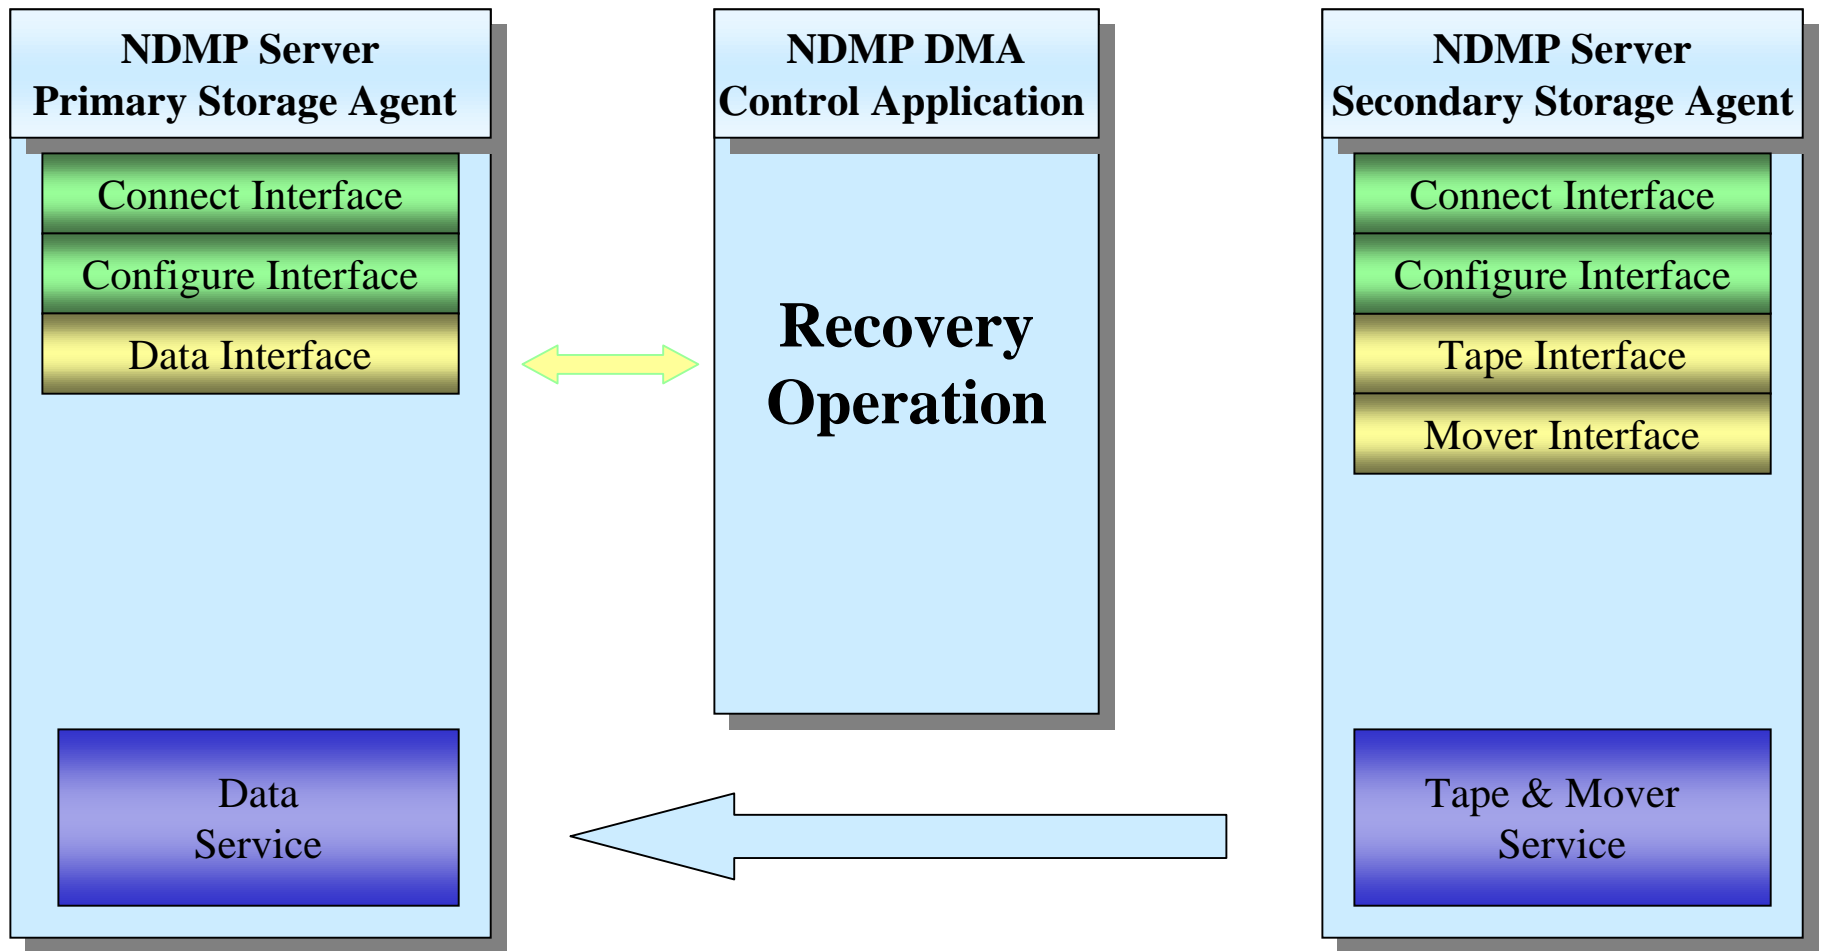 NDMP Server
Primary Storage Agent
Connect Interface
Configure Interface
Data Interface
Data
Service
NDMP DMA
Control Application
Recovery
Operation
NDMP Server
Secondary Storage Agent
Connect Interface
Configure Interface
Tape Interface
Mover Interface
Tape & Mover
Service